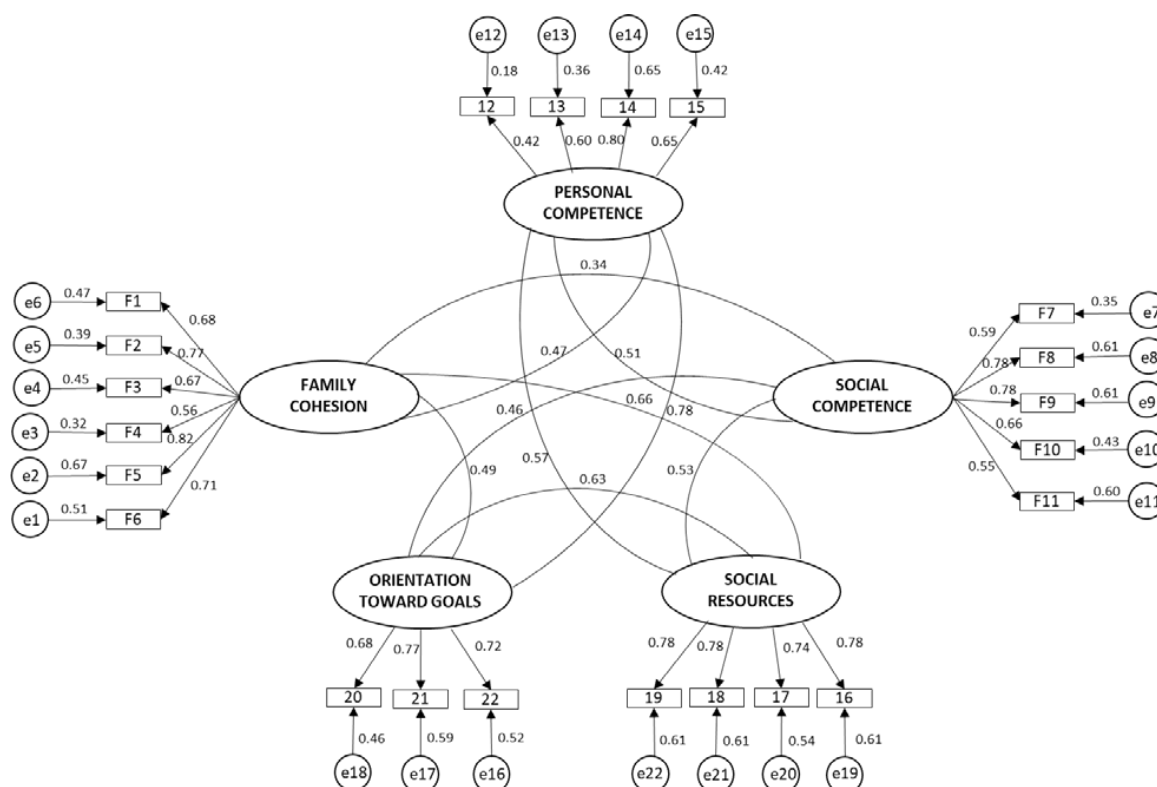 e12 e13 e14 e15
0.18 0.36 0.65 0.42
12 13 14 15
0.42 0.60 0.80 0.65
PERSONAL
COMPETENCE
0.34
e6 0.47 F1
0.68
e5 0.39 F2
0.77
e4 0.45 F3
0.67
e3 0.32 F4
0.56
e2 0.67 F5
0.82
e1 0.51 F6
0.71
FAMILY
COHESION
0.47
0.51
0.46
0.66
0.78
0.57
0.49
0.63
0.53
SOCIAL
COMPETENCE
0.59
F7 0.35 e7
0.78
F8 0.61 e8
0.78
F9 0.61 e9
0.66
F10 0.43 e10
0.55
F11 0.60 e11
ORIENTATION
TOWARD GOALS
0.68 0.77 0.72
20 21 22
0.46 0.59 0.52
e18 e17 e16
SOCIAL
RESOURCES
0.78 0.78 0.74 0.78
19 18 17 16
0.61 0.61 0.54 0.61
e22 e21 e20 e19